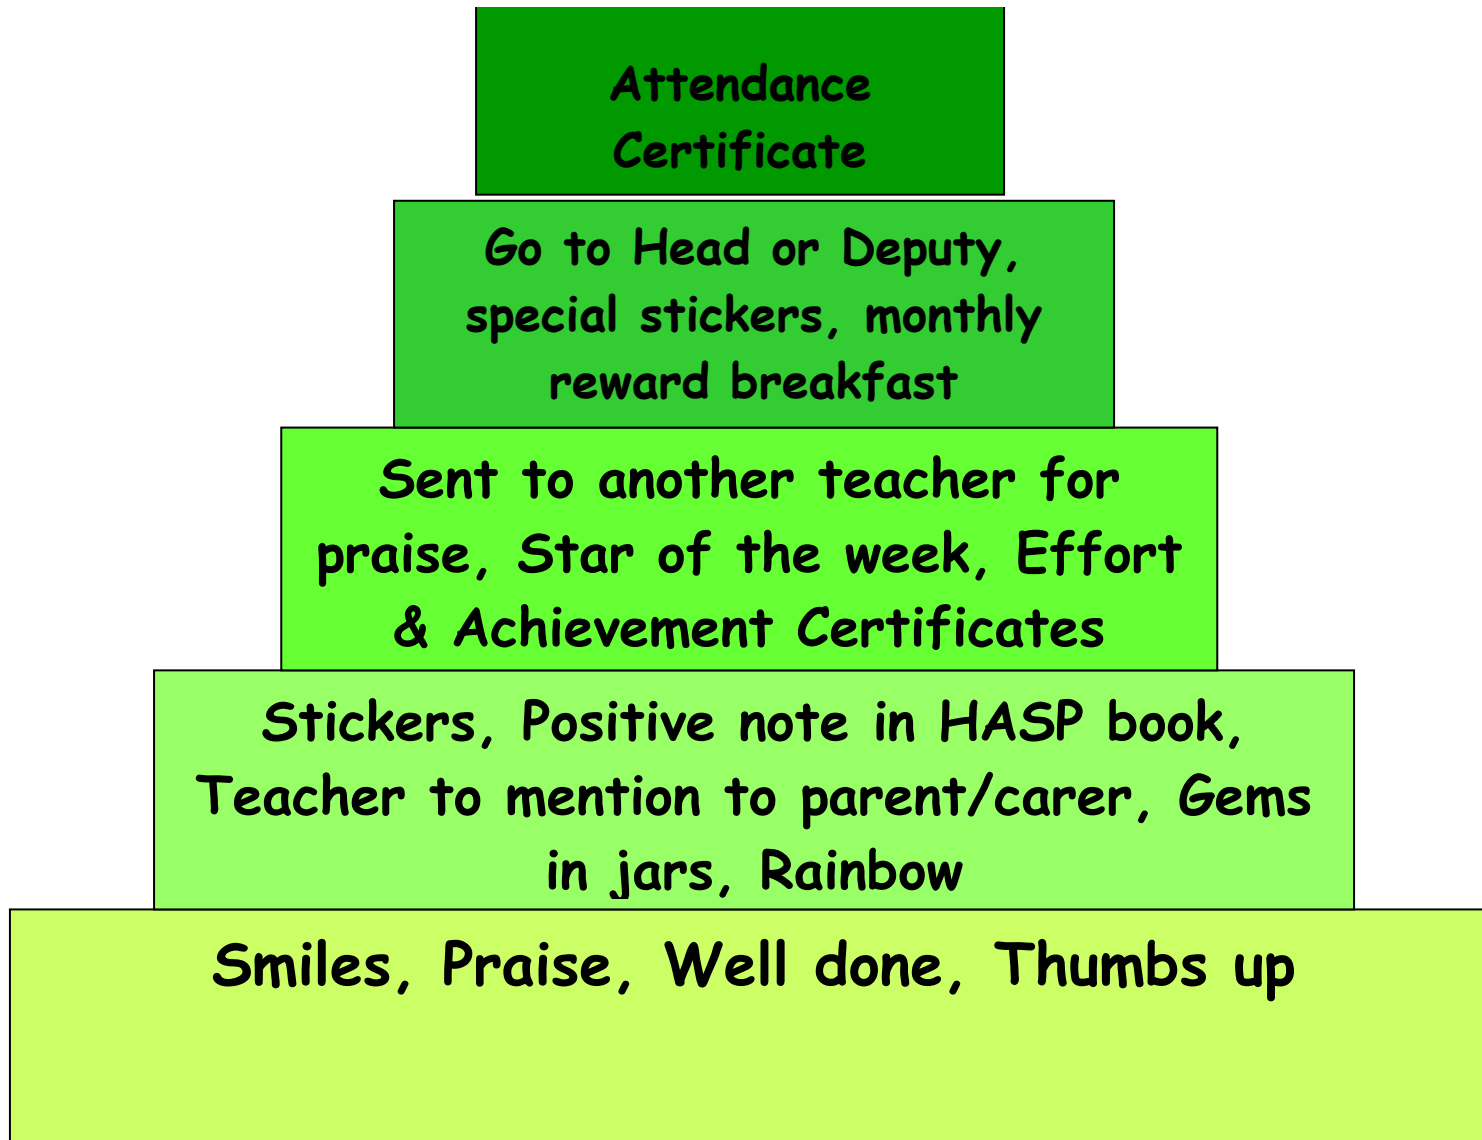 Attendance
Certificate
Go to Head or Deputy,
special stickers, monthly
reward breakfast
Sent to another teacher for
praise, Star of the week, Effort
& Achievement Certificates
Stickers, Positive note in HASP book,
Teacher to mention to parent/carer, Gems
in jars, Rainbow
Smiles, Praise, Well done, Thumbs up